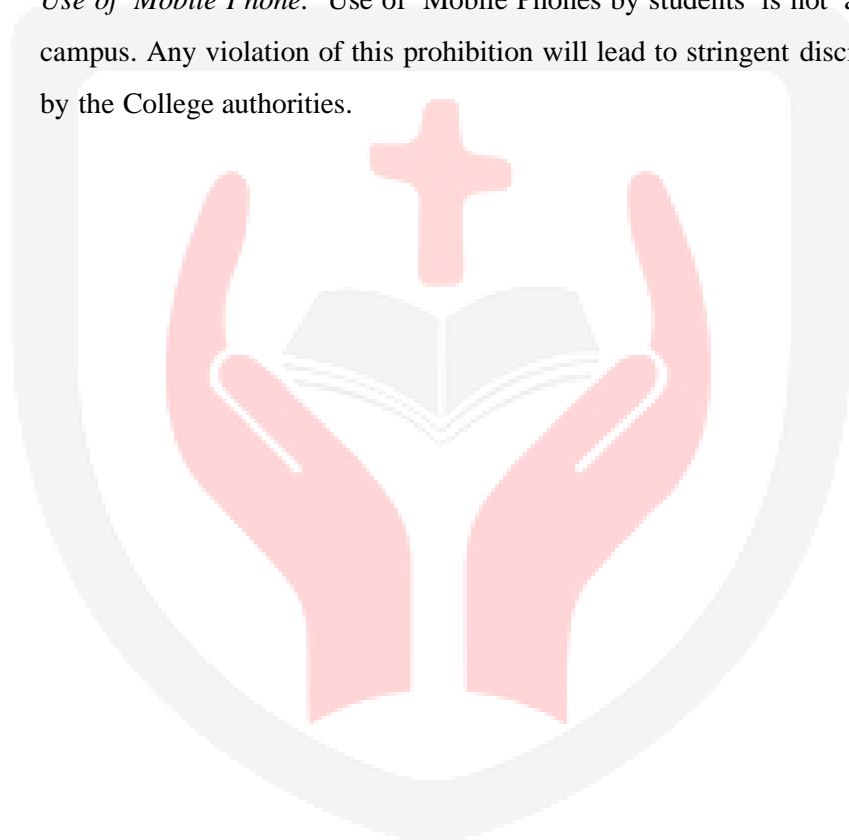 Use of Mobile Phone. Use of Mobile Phones by students is not
campus. Any violation of this prohibition will lead to stringent
by the College authorities.